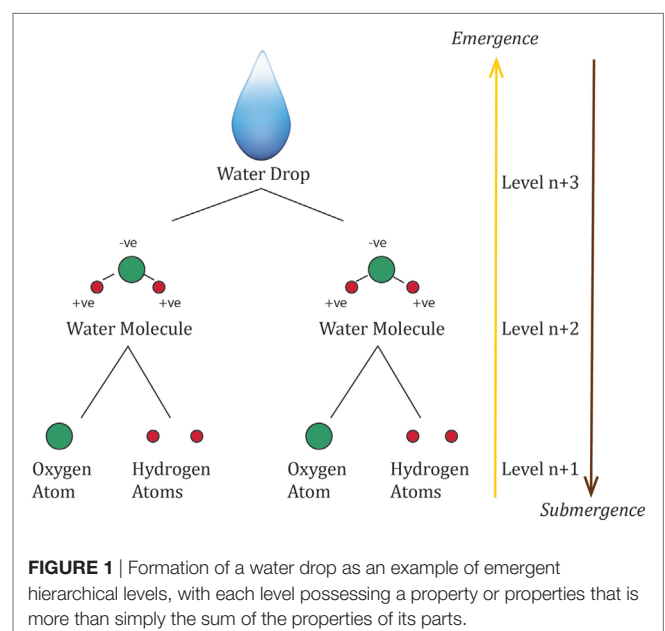 Emergence
Water Drop
Level n+3
-ve
-ve
+ve
+ve
+ve
+ve
Water Molecule
Water Molecule
Level n+2
Oxygen
Atom
Hydrogen
Atoms
Oxygen
Atom
Hydrogen
Atoms
Level n+1
Submergence
FIGURE 1 | Formation of a water drop as an example of emergent
hierarchical levels, with each level possessing a property or properties that is
more than simply the sum of the properties of its parts.